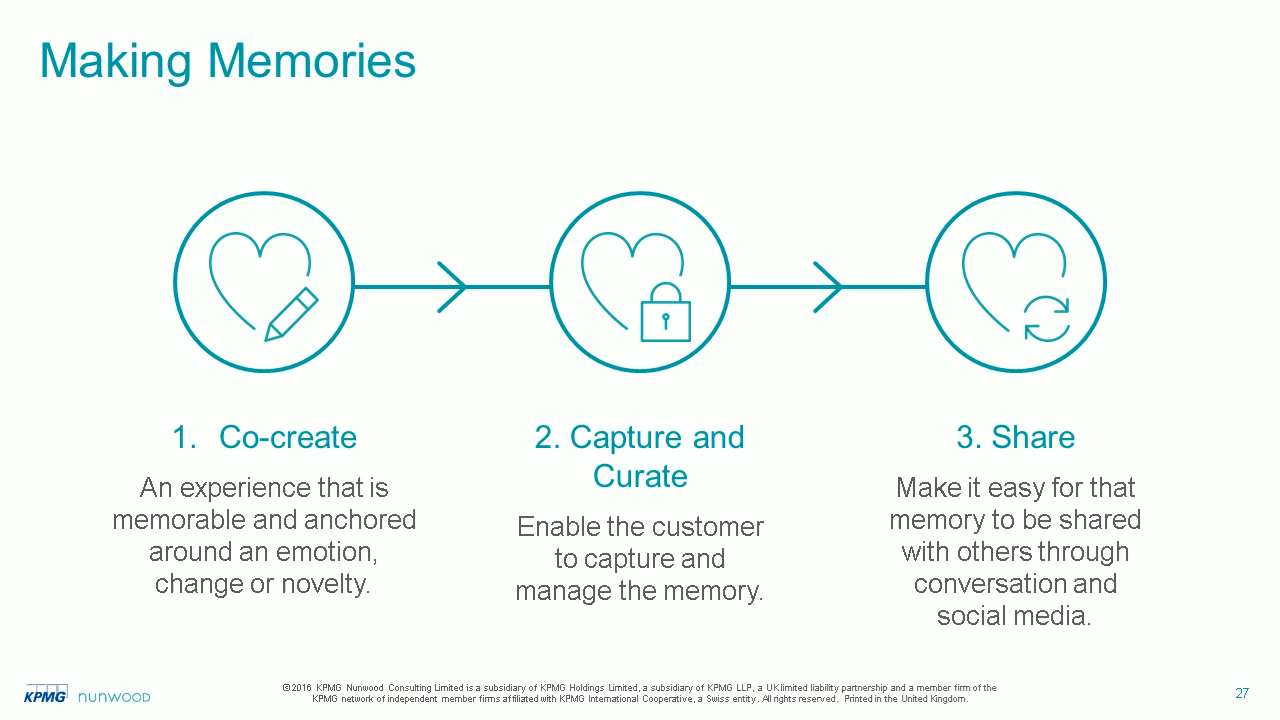 Making Memories
1. Co-create
An experience that is
memorable and anchored
around an emotion,
change or novelty.
2. Capture and
Curate
Enable the customer
to capture and
manage the memory.
3. Share
Make it easy for that
memory to be shared
with others through
conversation and
social media.
KPMG nunwood
©2016 KPMG Nunwood Consulting Limited is a subsidiary of KPMG Holdings Limited, a subsidiary of KPMG LLP, a UK limited liability partnership and a member firm of the
KPMG network of independent member firms affiliated with KPMG International Cooperative, a Swiss entity. All rights reserved. Printed in the United Kingdom.
27